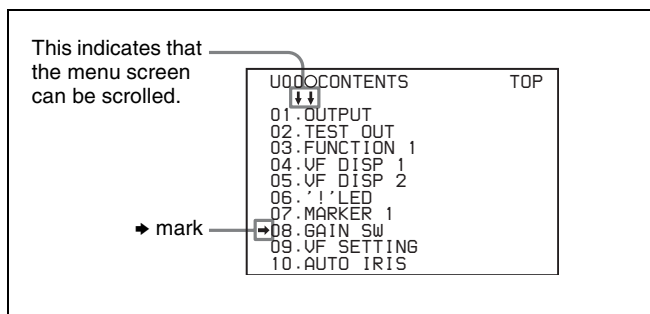 This indicates that
the menu screen
can be scrolled.
U00○CONTENTS TOP
↓↓
01.OUTPUT
02.TEST OUT
03.FUNCTION 1
04.VF DISP 1
05.VF DISP 2
06.'!'LED
07.MARKER 1
➔ mark
➔08.GAIN SW
09.VF SETTING
10.AUTO IRIS